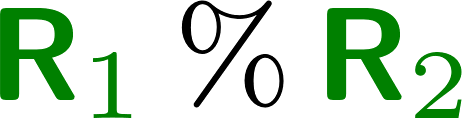 R₁ % R₂